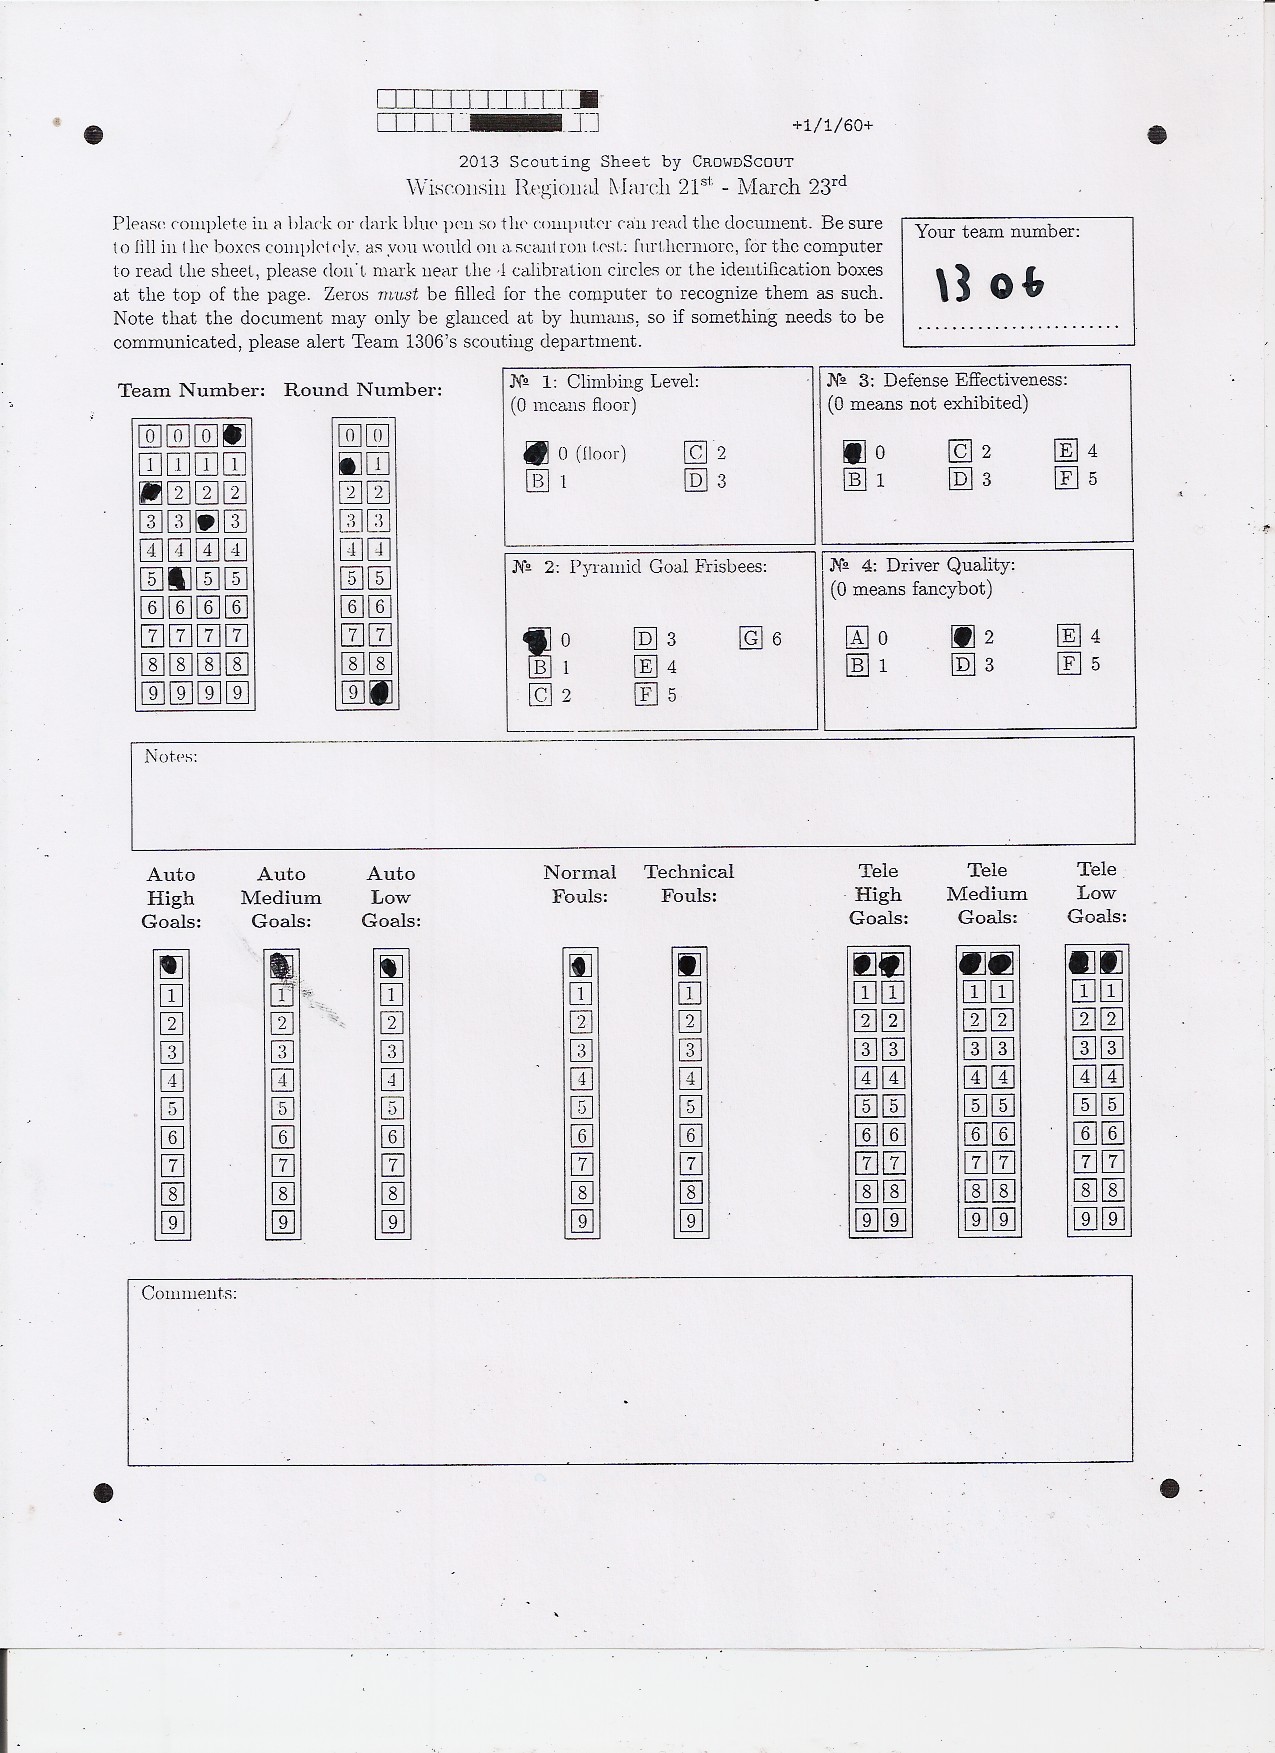 +1/1/60+
2013 Scouting Sheet by CROWDSCOUT
Wisconsin Regional March 21st - March 23rd
Please complete in a black or dark blue pen so the computer can read the document. Be sure
to fill in the boxes completely, as you would on a scantron test; furthermore, for the computer
to read the sheet, please don't mark near the 4 calibration circles or the identification boxes
at the top of the page. Zeros must be filled for the computer to recognize them as such.
Note that the document may only be glanced at by humans, so if something needs to be
communicated, please alert Team 1306's scouting department.
Your team number:
1306
Team Number: Round Number:
0 0 0 0 0
1 1 1 1 1
2 2 2 2 2
3 3 3 3 3
4 4 4 4 4 4
5 5 5 5 5
6 6 6 6 6 6
7 7 7 7 7 7
8 8 8 8 8 8
9 9 9 9 9
№ 1: Climbing Level:
(0 means floor)
0 (floor) C 2
B 1 D 3
№ 3: Defense Effectiveness:
(0 means not exhibited)
0 C 2 E 4
B 1 D 3 F 5
№ 2: Pyramid Goal Frisbees:
0 D 3 G 6
B 1 E 4
C 2 F 5
№ 4: Driver Quality:
(0 means fancybot)
A 0 2 E 4
B 1 D 3 F 5
Notes:
Auto High Goals:
Auto Medium Goals:
Auto Low Goals:
Normal Fouls:
Technical Fouls:
Tele High Goals:
Tele Medium Goals:
Tele Low Goals:
1 1 1 1 1 1 1 1 1 1 1
2 2 2 2 2 2 2 2 2 2 2
3 3 3 3 3 3 3 3 3 3 3
4 4 4 4 4 4 4 4 4 4 4
5 5 5 5 5 5 5 5 5 5 5
6 6 6 6 6 6 6 6 6 6 6
7 7 7 7 7 7 7 7 7 7 7
8 8 8 8 8 8 8 8 8 8 8
9 9 9 9 9 9 9 9 9 9 9
Comments: